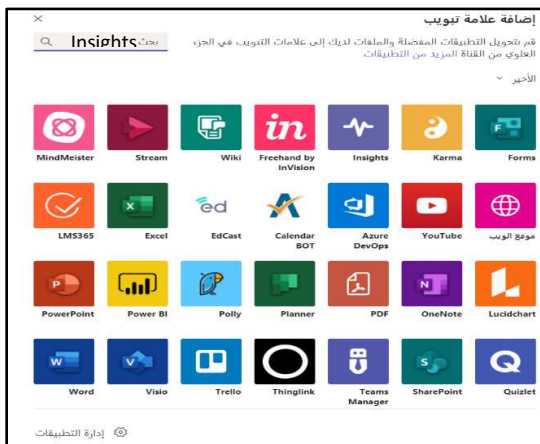 إضافة علامة تبويب
قم بتحويل التطبيقات المفضلة والملفات لديك إلى علامات التبويب في الجزء
العلوي من القناة المزيد من التطبيقات
بحث Insights
الأخير
Forms Karma Insights Freehand by InVision Wiki Stream MindMeister
موقع الويب YouTube Azure DevOps Calendar BOT EdCast Excel LMS365
Lucidchart OneNote PDF Planner Polly Power BI PowerPoint
Quizlet SharePoint Teams Manager Thinglink Trello Visio Word
إدارة التطبيقات